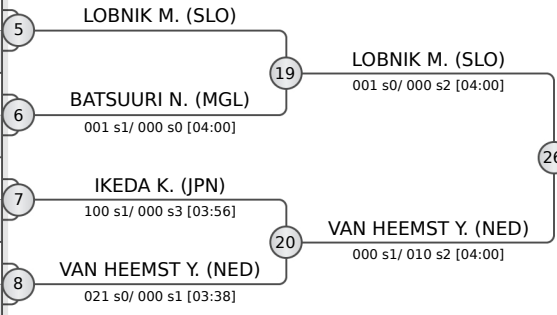 LOBNIK M. (SLO)
5
19
LOBNIK M. (SLO)
001 s0/ 000 s2 [04:00]
BATSUURI N. (MGL)
6
001 s1/ 000 s0 [04:00]
26
IKEDA K. (JPN)
7
100 s1/ 000 s3 [03:56]
20
VAN HEEMST Y. (NED)
000 s1/ 010 s2 [04:00]
VAN HEEMST Y. (NED)
8
021 s0/ 000 s1 [03:38]